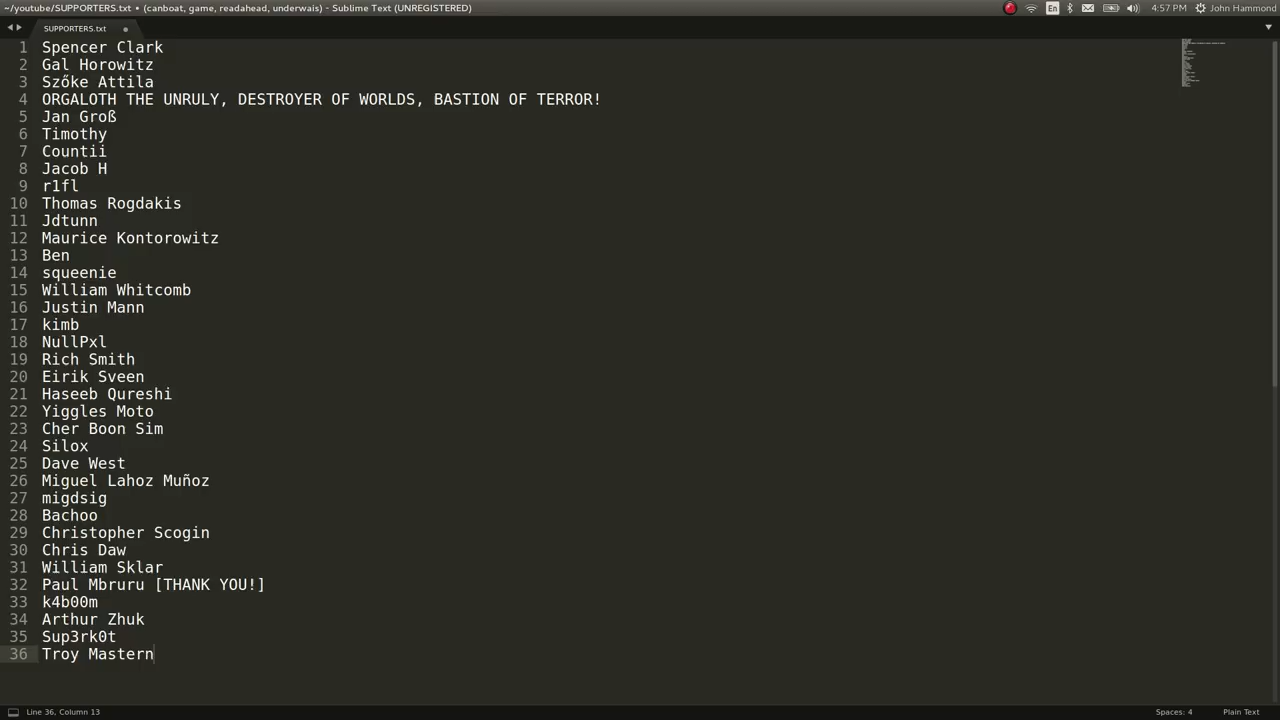 ~/youtube/SUPPORTERS.txt • (canboat, game, readahead, underwais) - Sublime Text (UNREGISTERED)
En
4:57 PM
John Hammond
SUPPORTERS.txt
1 Spencer Clark
2 Gal Horowitz
3 Szőke Attila
4 ORGALOTH THE UNRULY, DESTROYER OF WORLDS, BASTION OF TERROR!
5 Jan Groß
6 Timothy
7 Countii
8 Jacob H
9 r1fl
10 Thomas Rogdakis
11 Jdtunn
12 Maurice Kontorowitz
13 Ben
14 squeenie
15 William Whitcomb
16 Justin Mann
17 kimb
18 NullPxl
19 Rich Smith
20 Eirik Sveen
21 Haseeb Qureshi
22 Yiggles Moto
23 Cher Boon Sim
24 Silox
25 Dave West
26 Miguel Lahoz Muñoz
27 migdsig
28 Bachoo
29 Christopher Scogin
30 Chris Daw
31 William Sklar
32 Paul Mbruru [THANK YOU!]
33 k4b00m
34 Arthur Zhuk
35 Sup3rk0t
36 Troy Mastern
Line 36, Column 13
Spaces: 4
Plain Text